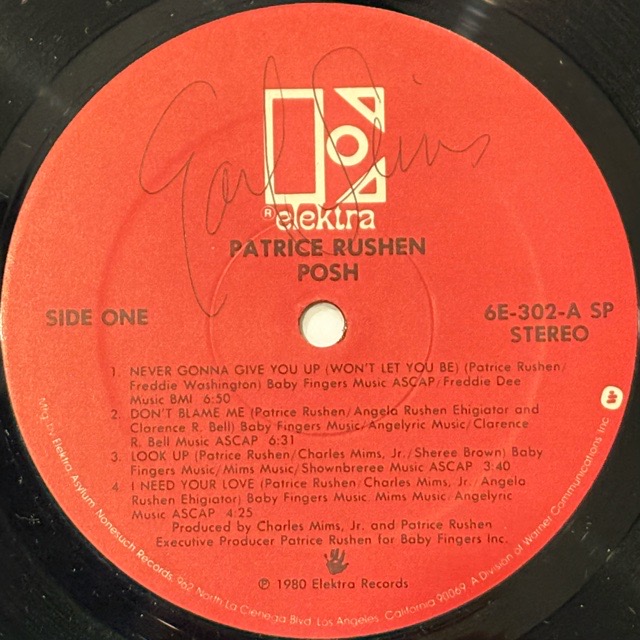 Earl Sims
® elektra
PATRICE RUSHEN
POSH
SIDE ONE
6E-302-A SP
STEREO
1. NEVER GONNA GIVE YOU UP (WON'T LET YOU BE) (Patrice Rushen/
Freddie Washington) Baby Fingers Music ASCAP/Freddie Dee
Music BMI 6:50
2. DON'T BLAME ME (Patrice Rushen/Angela Rushen Ehigiator and
Clarence R. Bell) Baby Fingers Music/Angelyric Music/Clarence
R. Bell Music ASCAP 6:31
3. LOOK UP (Patrice Rushen/Charles Mims, Jr./Sheree Brown) Baby
Fingers Music/Mims Music/Shownbreree Music ASCAP 3:40
4. I NEED YOUR LOVE (Patrice Rushen/Charles Mims, Jr./Angela
Rushen Ehigiator) Baby Fingers Music/Mims Music/Angelyric
Music ASCAP 4:25
Produced by Charles Mims, Jr. and Patrice Rushen
Executive Producer Patrice Rushen for Baby Fingers Inc.
℗ 1980 Elektra Records
Mfg. by Elektra/Asylum/Nonesuch Records, 962 North La Cienega Blvd. Los Angeles, California 90069. A Division of Warner Communications Inc.